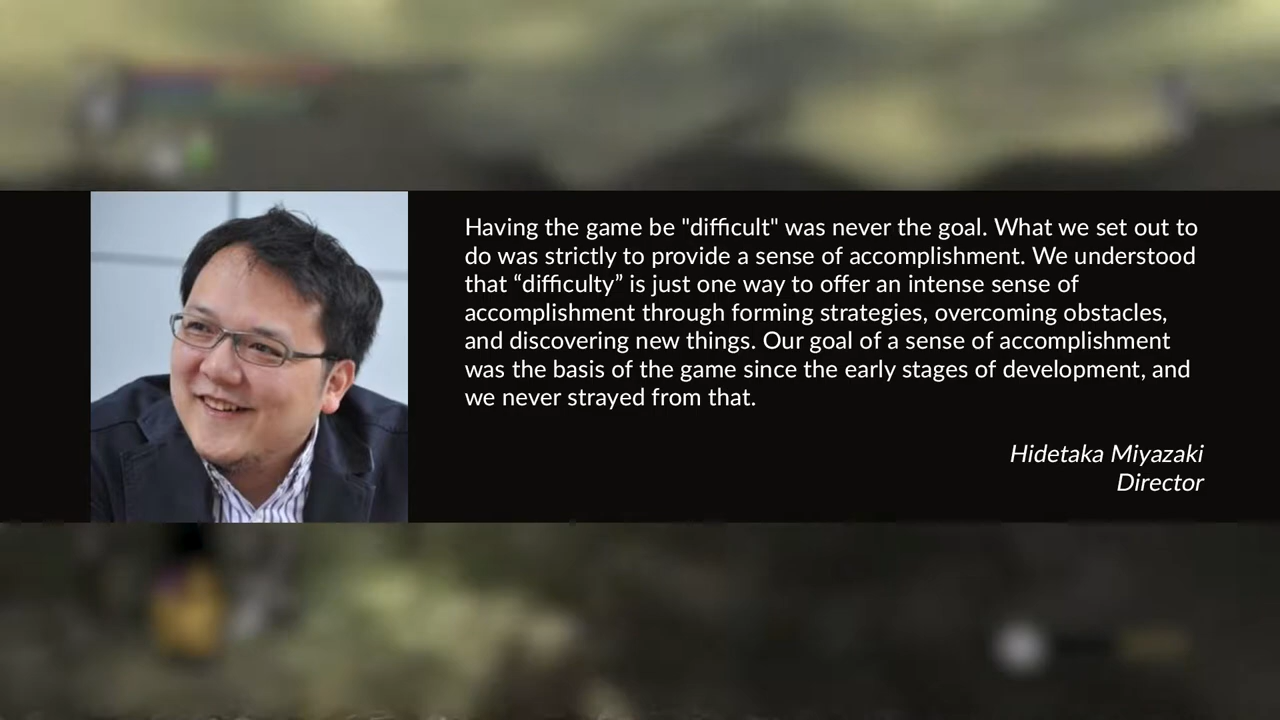 Having the game be "difficult" was never the goal. What we set out to
do was strictly to provide a sense of accomplishment. We understood
that “difficulty” is just one way to offer an intense sense of
accomplishment through forming strategies, overcoming obstacles,
and discovering new things. Our goal of a sense of accomplishment
was the basis of the game since the early stages of development, and
we never strayed from that.
Hidetaka Miyazaki
Director